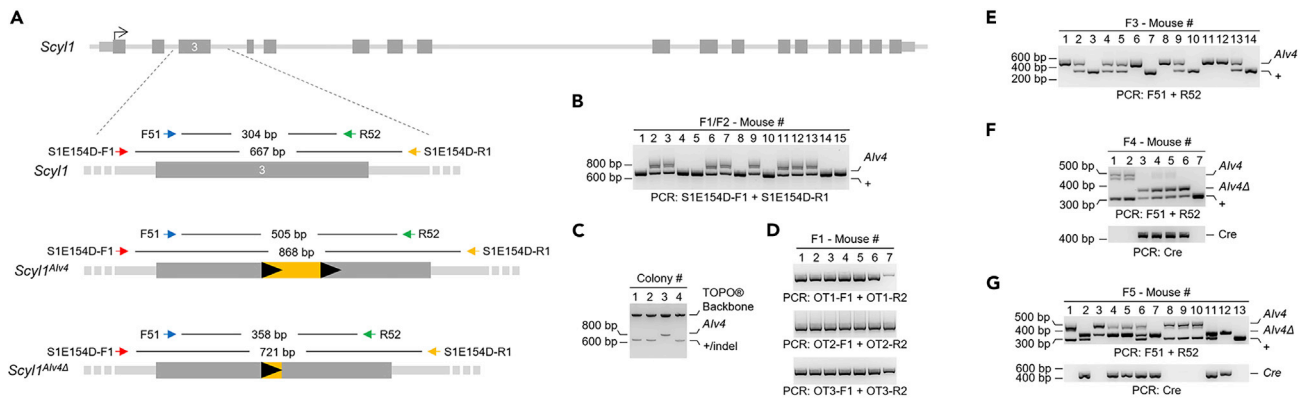 A
Scyl1
3
F51
304 bp
R52
S1E154D-F1
667 bp
S1E154D-R1
Scyl1
3
F51
505 bp
R52
S1E154D-F1
868 bp
S1E154D-R1
Scyl1Alv4
F51
358 bp
R52
S1E154D-F1
721 bp
S1E154D-R1
Scyl1Alv4Δ
B
F1/F2 - Mouse #
1 2 3 4 5 6 7 8 9 10 11 12 13 14 15
800 bp
600 bp
Alv4
+
PCR: S1E154D-F1 + S1E154D-R1
C
Colony #
1 2 3 4
TOPO® Backbone
800 bp
600 bp
Alv4
+/indel
D
F1 - Mouse #
1 2 3 4 5 6 7
PCR: OT1-F1 + OT1-R2
PCR: OT2-F1 + OT2-R2
PCR: OT3-F1 + OT3-R2
E
F3 - Mouse #
1 2 3 4 5 6 7 8 9 10 11 12 13 14
600 bp
400 bp
200 bp
Alv4
+
PCR: F51 + R52
F
F4 - Mouse #
1 2 3 4 5 6 7
500 bp
400 bp
300 bp
Alv4
Alv4Δ
+
PCR: F51 + R52
400 bp
Cre
PCR: Cre
G
F5 - Mouse #
1 2 3 4 5 6 7 8 9 10 11 12 13
500 bp
400 bp
300 bp
Alv4
Alv4Δ
+
PCR: F51 + R52
600 bp
400 bp
Cre
PCR: Cre